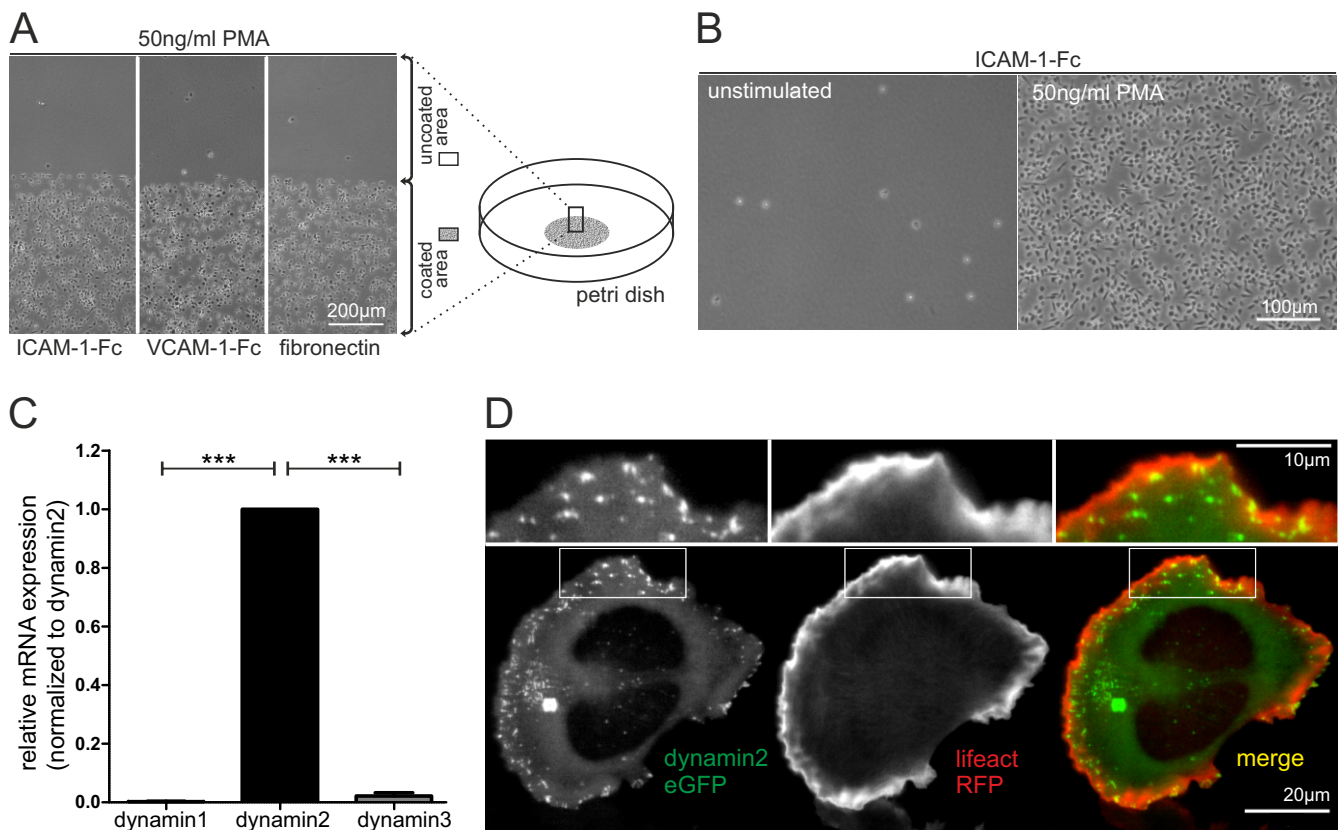 A
50ng/ml PMA
uncoated
area
coated
area
petri dish
200µm
ICAM-1-Fc
VCAM-1-Fc
fibronectin
B
ICAM-1-Fc
unstimulated
50ng/ml PMA
100µm
C
relative mRNA expression
(normalized to dynamin2)
1.2
1.0
0.8
0.6
0.4
0.2
0.0
***
***
dynamin1
dynamin2
dynamin3
D
10µm
dynamin2
eGFP
lifeact
RFP
merge
20µm